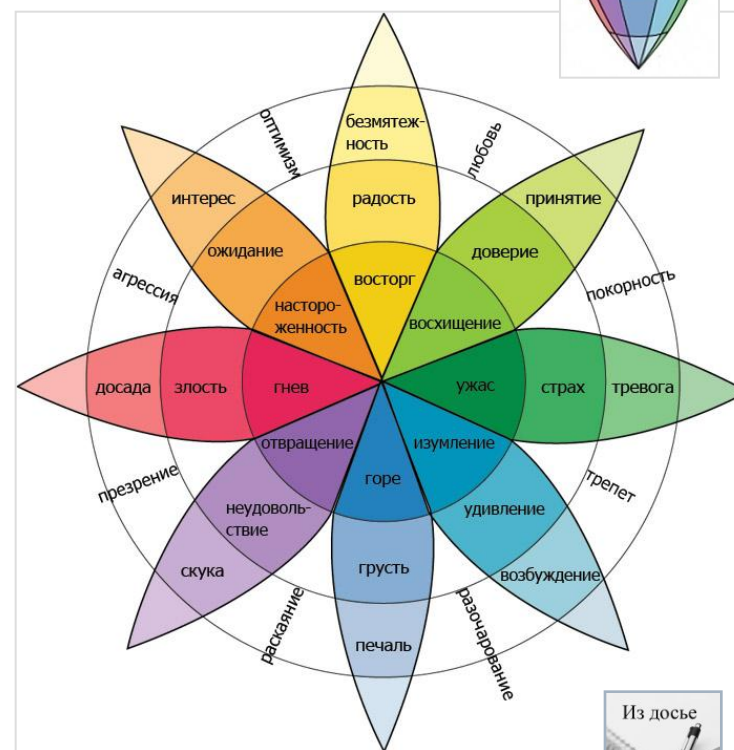 безмятеж-
ность
радость
восторг
любовь
принятие
доверие
восхищение
покорность
ужас
страх
тревога
трепет
изумление
удивление
возбуждение
разочарование
горе
грусть
печаль
раскаяние
отвращение
неудоволь-
ствие
скука
презрение
гнев
злость
досада
агрессия
насторо-
женность
ожидание
интерес
оптимизм
Из досье